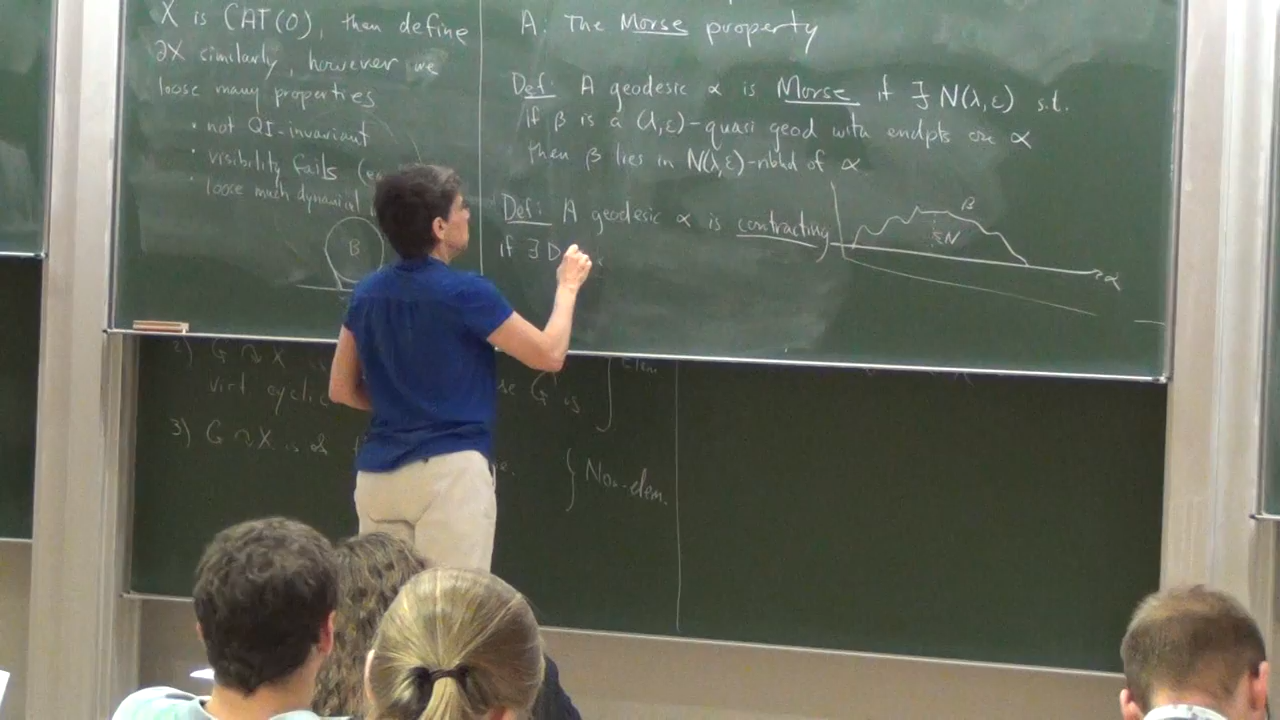 X is CAT(0), then define
∂X similarly, however we
loose many properties
• not QI-invariant
• visibility fails
• loose much dynamical
B
A: The Morse property
Def: A geodesic α is Morse if ∃ N(λ,ε) s.t.
if β is a (λ,ε)-quasi geod with endpts on α
then β lies in N(λ,ε)-nbhd of α
Def: A geodesic α is contracting
if ∃ D
β
≤N
α
2) G ↷ X
virt cyclic
G is
3) G ↷ X is
} Non-elem.